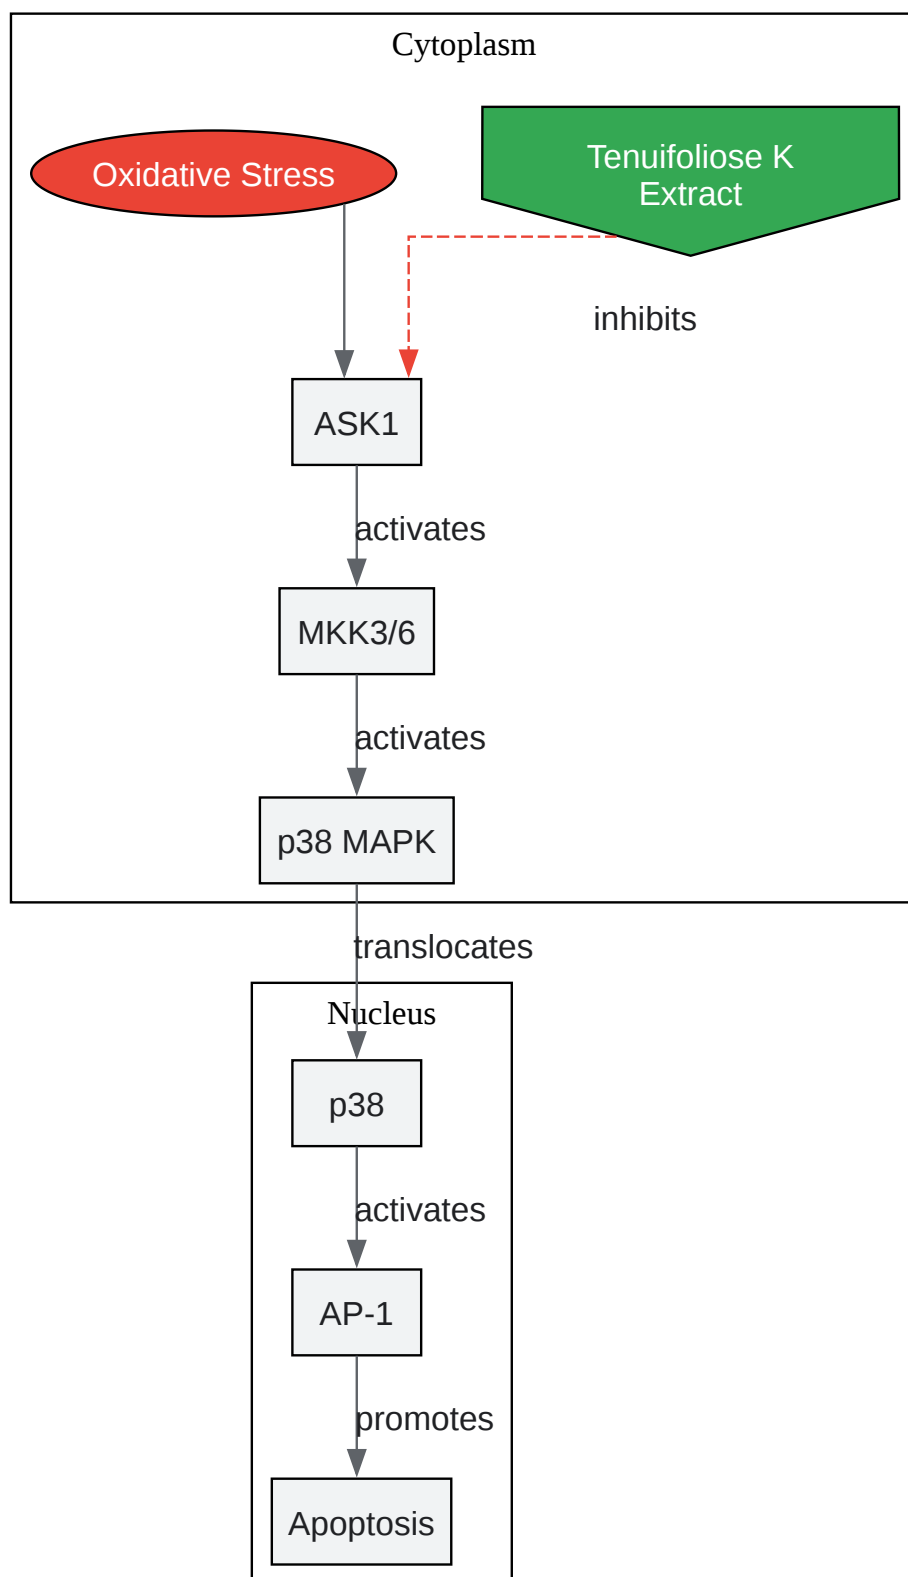 Cytoplasm
Oxidative Stress
Tenuifoliose K
Extract
inhibits
ASK1
activates
MKK3/6
activates
p38 MAPK
translocates
Nucleus
p38
activates
AP-1
promotes
Apoptosis